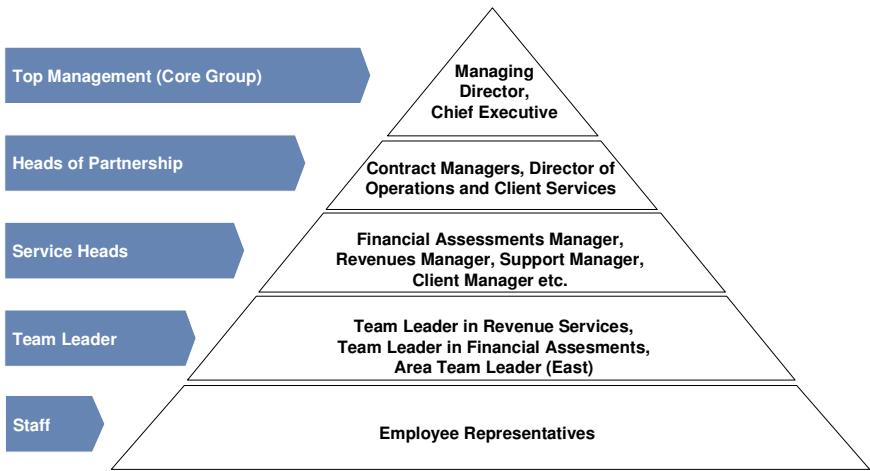 Top Management (Core Group)
Managing
Director,
Chief Executive
Heads of Partnership
Contract Managers, Director of
Operations and Client Services
Service Heads
Financial Assessments Manager,
Revenues Manager, Support Manager,
Client Manager etc.
Team Leader
Team Leader in Revenue Services,
Team Leader in Financial Assesments,
Area Team Leader (East)
Staff
Employee Representatives